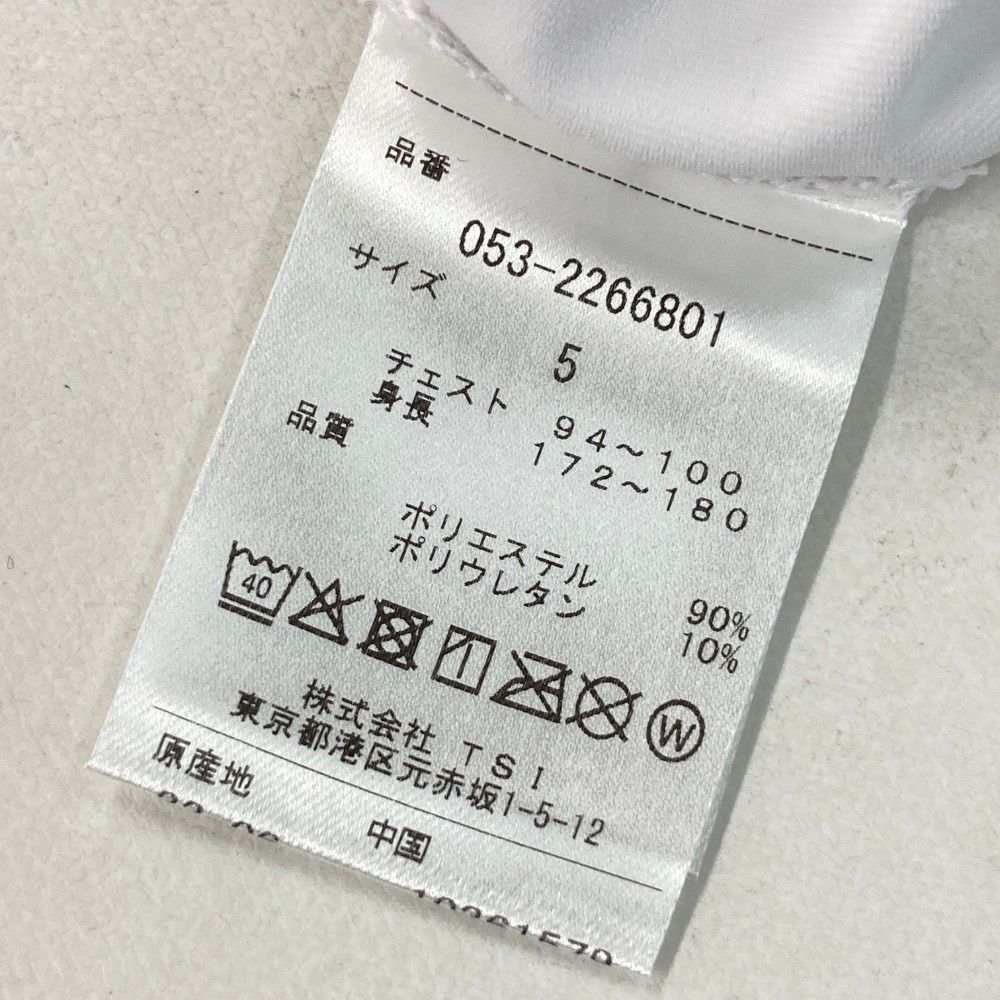 品番
053-2266801
サイズ
5
チェスト 94~100
身長 172~180
品質
ポリエステル 90%
ポリウレタン 10%
40
W
株式会社 TSI
東京都港区元赤坂1-5-12
原産地
中国